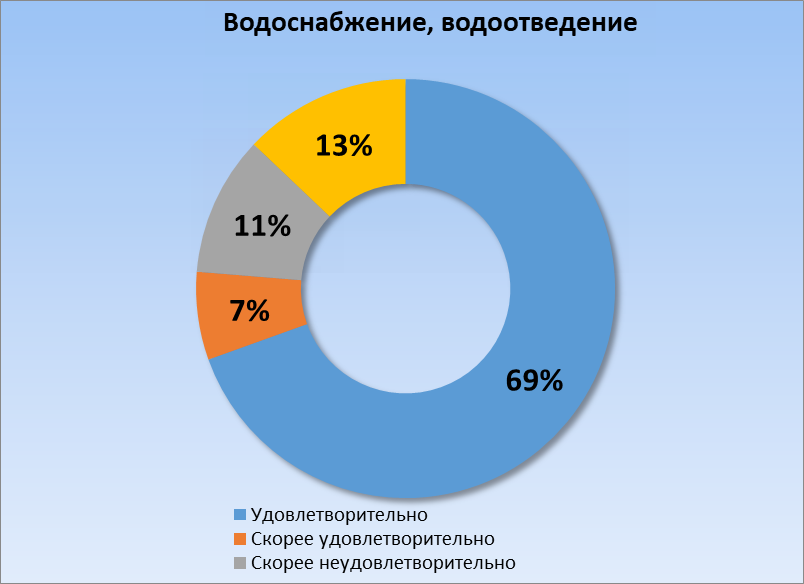 Водоснабжение, водоотведение
13%
11%
7%
69%
Удовлетворительно
Скорее удовлетворительно
Скорее неудовлетворительно